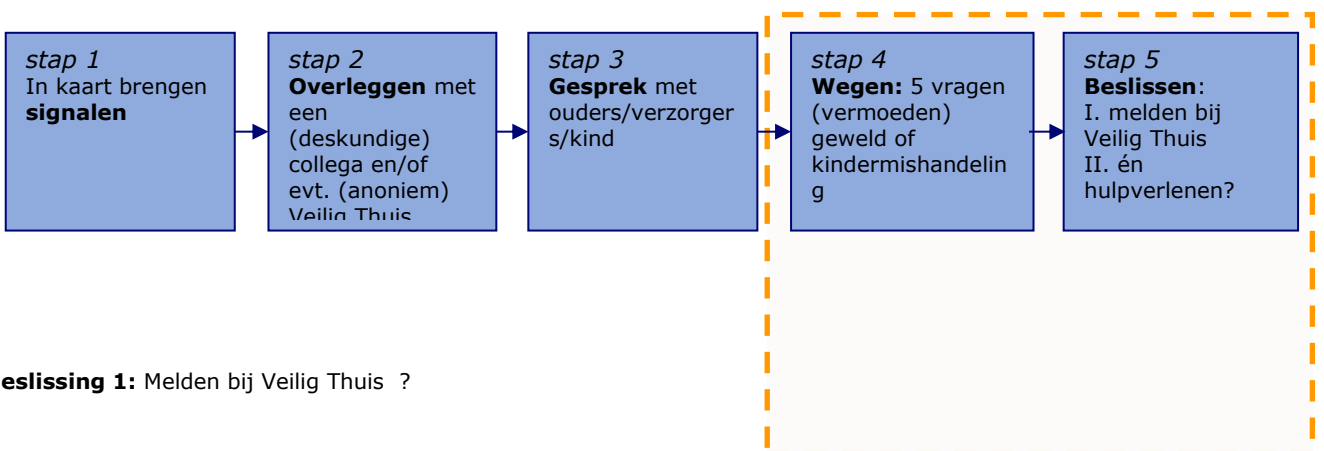 stap 1
In kaart brengen
signalen
stap 2
Overleggen met
een
(deskundige)
collega en/of
evt. (anoniem)
Veilig Thuis
stap 3
Gesprek met
ouders/verzorger
s/kind
stap 4
Wegen: 5 vragen
(vermoeden)
geweld of
kindermishandelin
g
stap 5
Beslissen:
I. melden bij
Veilig Thuis
II. én
hulpverlenen?
eslissing 1: Melden bij Veilig Thuis ?